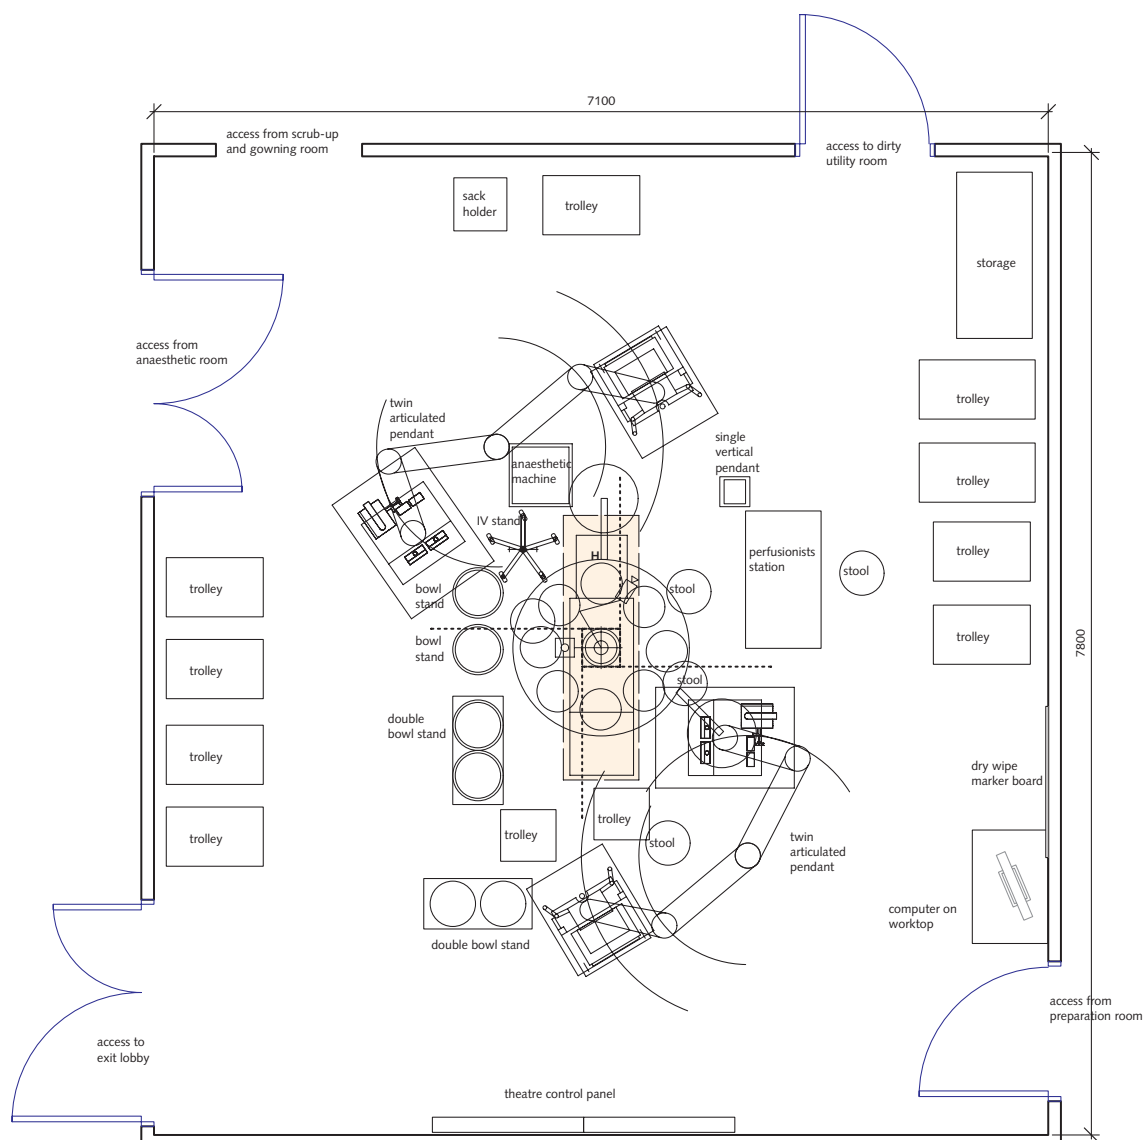 7100
access from scrub-up
and gowning room
access to dirty
utility room
sack
holder
trolley
storage
access from
anaesthetic room
trolley
twin
articulated
pendant
single
vertical
pendant
anaesthetic
machine
trolley
IV stand
H
perfusionists
station
trolley
stool
trolley
bowl
stand
stool
bowl
stand
trolley
7800
trolley
stool
double
bowl stand
trolley
dry wipe
marker board
trolley
trolley
trolley
stool
twin
articulated
pendant
computer on
worktop
double bowl stand
access from
preparation room
access to
exit lobby
theatre control panel